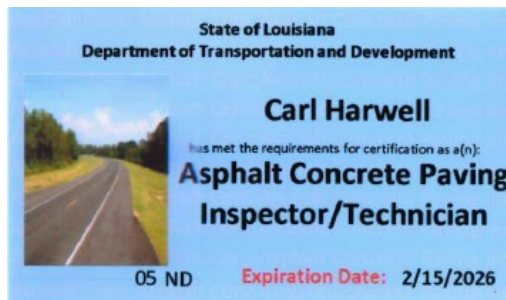 State of Louisiana
Department of Transportation and Development
Carl Harwell
has met the requirements for certification as a(n):
Asphalt Concrete Paving
Inspector/Technician
05 ND
Expiration Date: 2/15/2026